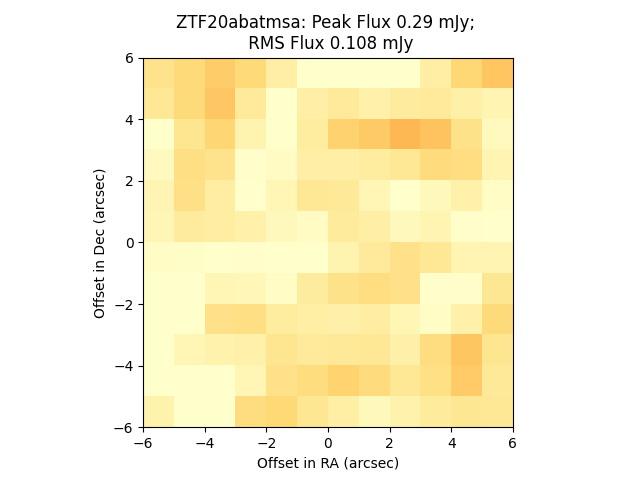 ZTF20abatmsa: Peak Flux 0.29 mJy;
RMS Flux 0.108 mJy
6
4
2
0
−2
−4
−6
Offset in Dec (arcsec)
−6 −4 −2 0 2 4 6
Offset in RA (arcsec)